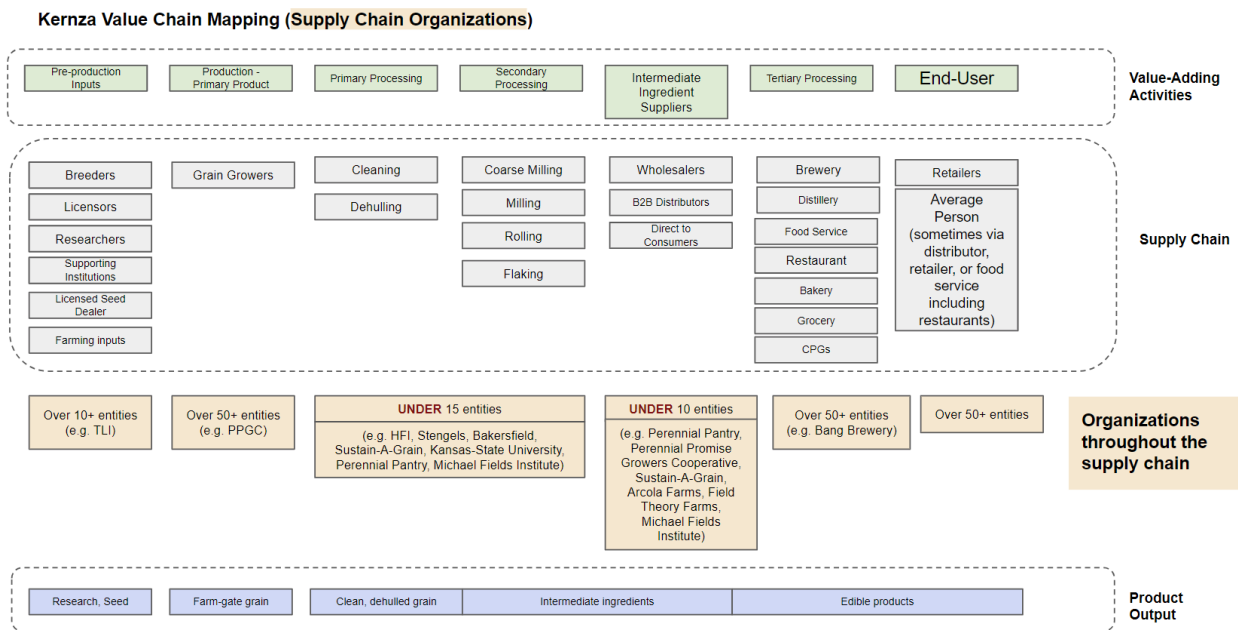 Kernza Value Chain Mapping (Supply Chain Organizations)
Pre-production
Inputs
Production -
Primary Product
Primary Processing
Secondary
Processing
Intermediate
Ingredient
Suppliers
Tertiary Processing
End-User
Value-Adding
Activities
Breeders
Licensors
Researchers
Supporting
Institutions
Licensed Seed
Dealer
Farming inputs
Grain Growers
Cleaning
Dehulling
Coarse Milling
Milling
Rolling
Flaking
Wholesalers
B2B Distributors
Direct to
Consumers
Brewery
Distillery
Food Service
Restaurant
Bakery
Grocery
CPGs
Retailers
Average
Person
(sometimes via
distributor,
retailer, or food
service
including
restaurants)
Supply Chain
Over 10+ entities
(e.g. TLI)
Over 50+ entities
(e.g. PPGC)
UNDER 15 entities
(e.g. HFI, Stengels, Bakersfield,
Sustain-A-Grain, Kansas-State University,
Perennial Pantry, Michael Fields Institute)
UNDER 10 entities
(e.g. Perennial Pantry,
Perennial Promise
Growers Cooperative,
Sustain-A-Grain,
Arcola Farms, Field
Theory Farms,
Michael Fields
Institute)
Over 50+ entities
(e.g. Bang Brewery)
Over 50+ entities
Organizations
throughout the
supply chain
Research, Seed
Farm-gate grain
Clean, dehulled grain
Intermediate ingredients
Edible products
Product
Output